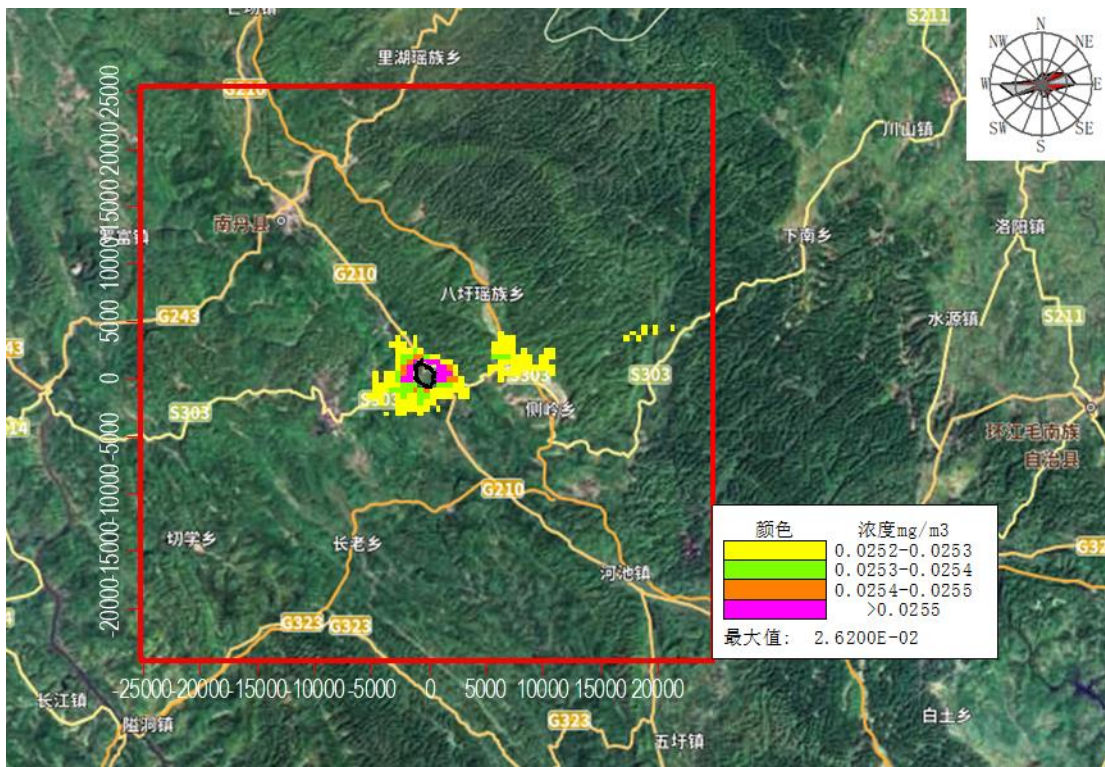 S211
N
NW
NE
W
E
SW
SE
S
里湖瑶族乡
G210
川山镇
南丹县
下南乡
洛阳镇
G210
八圩瑶族乡
G243
水源镇
S211
43
S303
S303
S303
S303
侧岭乡
环江毛南族
自治县
G210
切学乡
长老乡
河池镇
G323
G323
长江镇
隘洞镇
G323
五圩镇
白土乡
25000
20000
15000
10000
5000
0
-5000
-10000
-15000
-20000
-25000
-20000
-15000
-10000
-5000
0
5000
10000
15000
20000
颜色 浓度mg/m3
0.0252-0.0253
0.0253-0.0254
0.0254-0.0255
>0.0255
最大值: 2.6200E-02